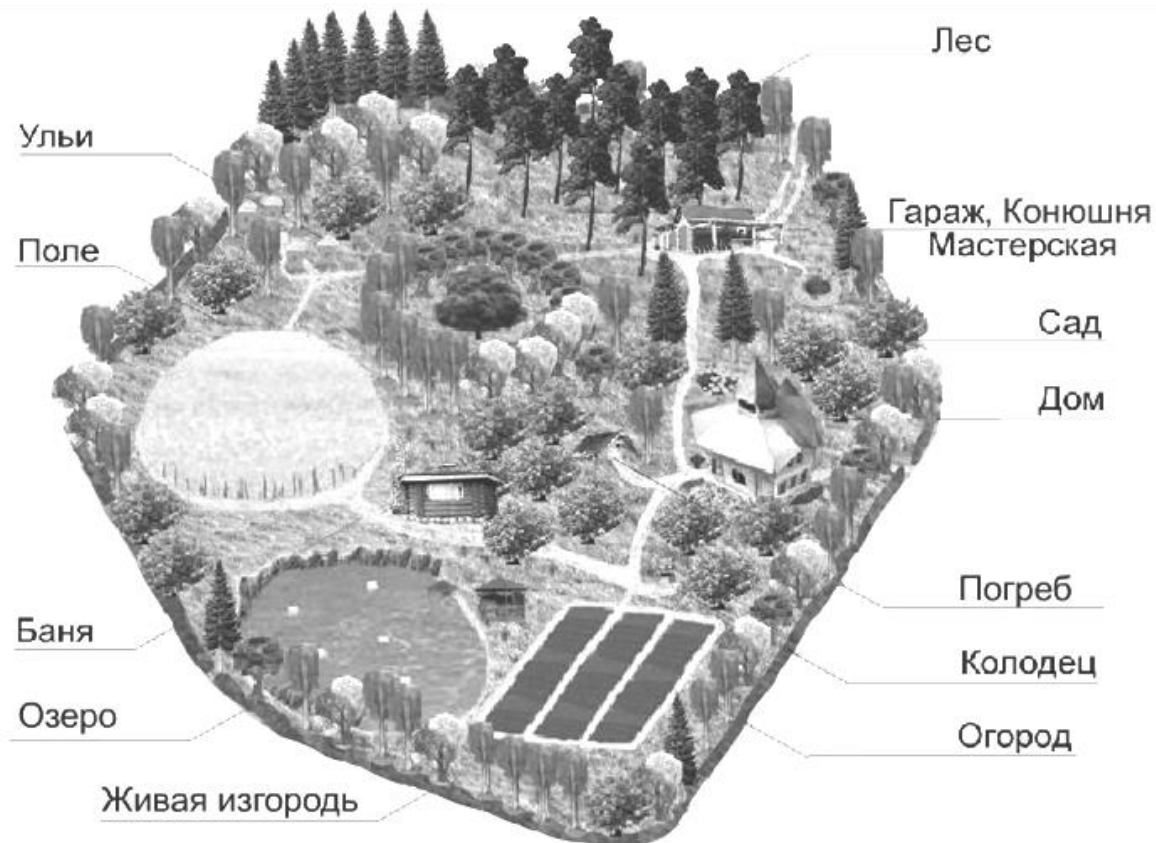 Лес
Ульи
Гараж, Конюшня
Мастерская
Поле
Сад
Дом
Погреб
Баня
Колодец
Озеро
Огород
Живая изгородь